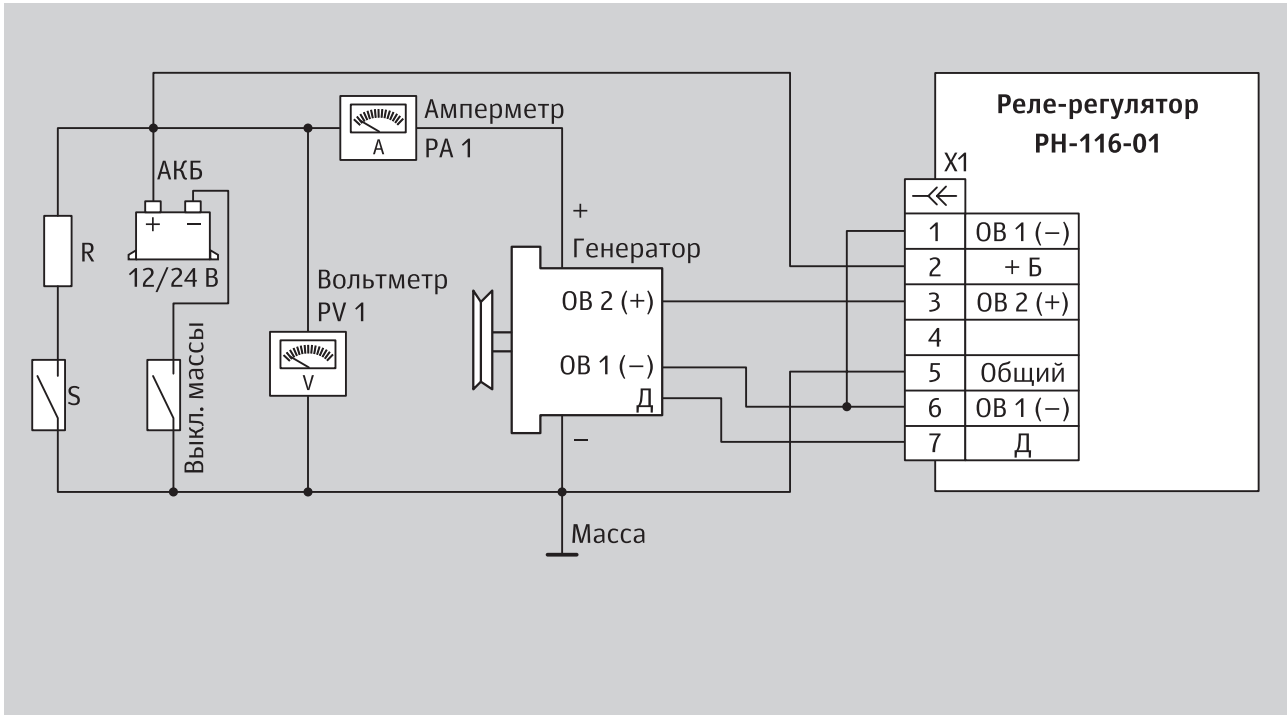 Амперметр
PA 1
A
АКБ
+ –
12/24 В
R
S
Выкл. массы
Вольтметр
PV 1
V
+
Генератор
ОВ 2 (+)
ОВ 1 (–)
Д
–
Масса
Реле-регулятор
РН-116-01
X1
1 ОВ 1 (–)
2 + Б
3 ОВ 2 (+)
4
5 Общий
6 ОВ 1 (–)
7 Д